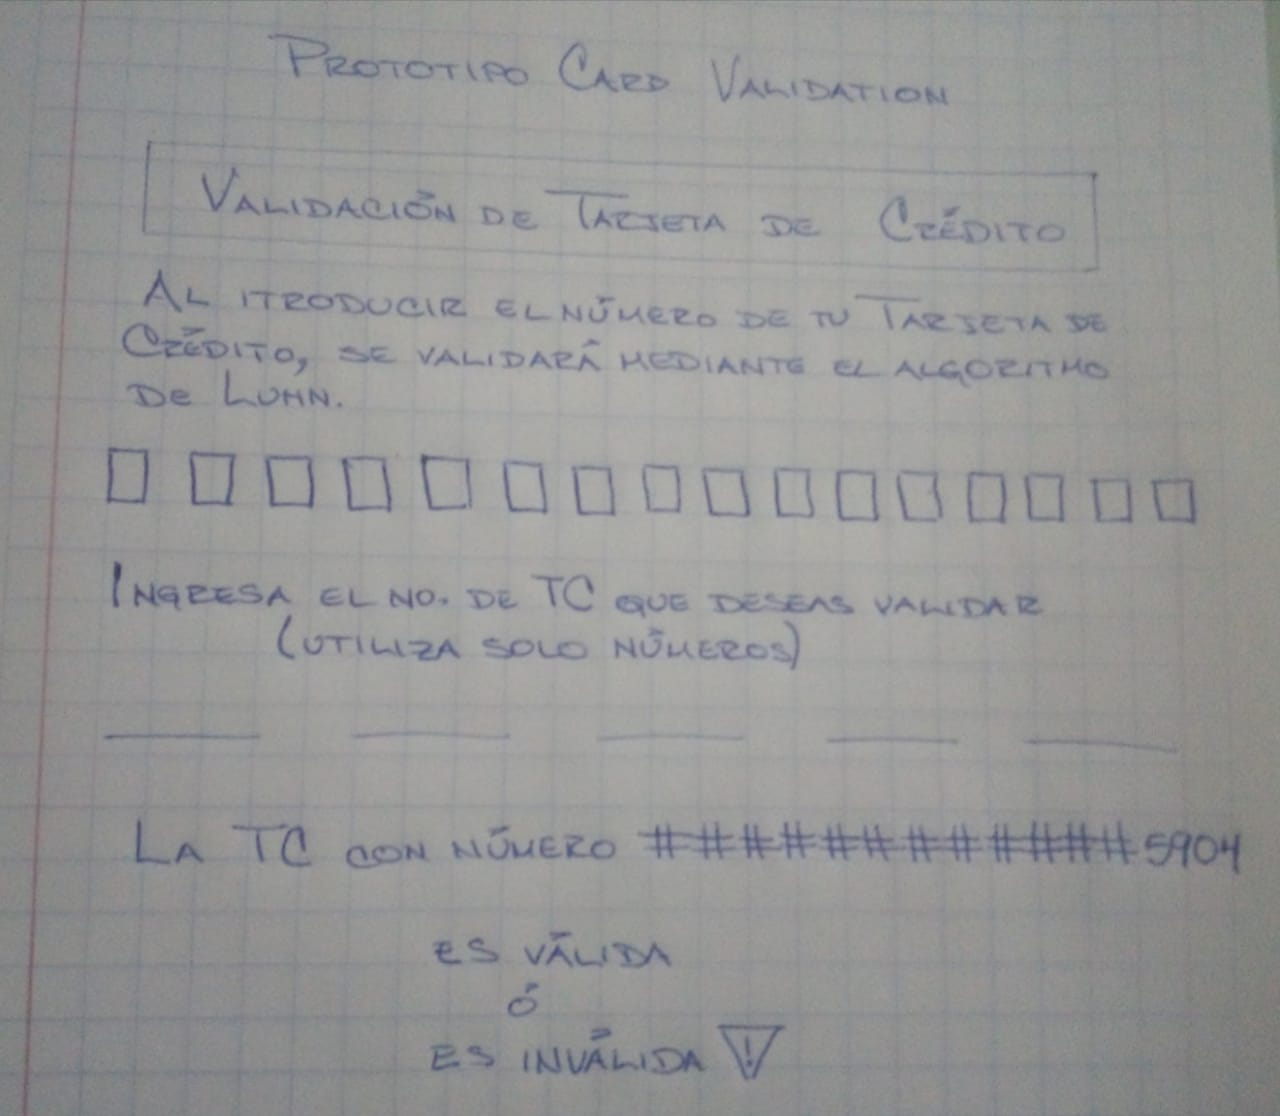 PROTOTIPO CARD VALIDATION
VALIDACIÓN DE TARJETA DE CRÉDITO
AL ITRODUCIR EL NÚMERO DE TU TARJETA DE
CRÉDITO, SE VALIDARÁ MEDIANTE EL ALGORITMO
DE LUHN.
INGRESA EL NO. DE TC QUE DESEAS VALIDAR
(UTILIZA SOLO NÚMEROS)
LA TC CON NÚMERO ############5904
ES VÁLIDA
Ó
ES INVÁLIDA !